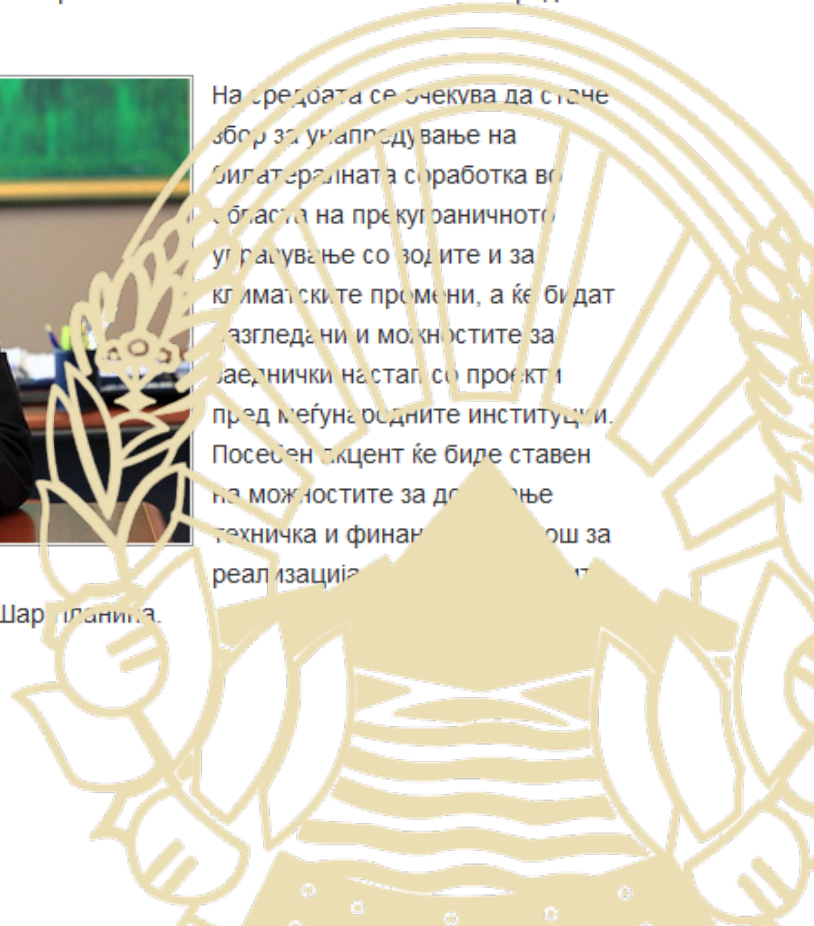 На средбата се очекува да стане
збор за унапредување на
билатералната соработка во
областа на прекуграничното
управување со водите и за
климатските промени, а ќе бидат
разгледани и можностите за
заеднички настап со проекти
пред меѓународните институции.
Посебен акцент ќе биде ставен
на можностите за
техничка и за
реализација
Шар Планина.